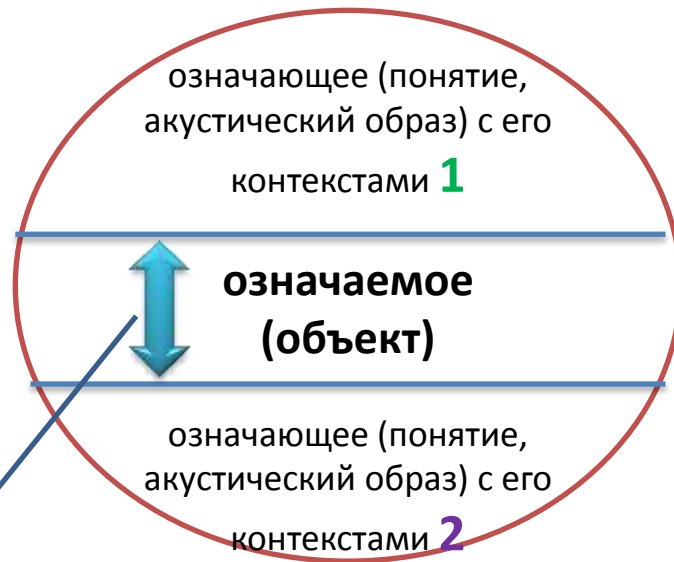 означающее (понятие,
акустический образ) с его
контекстами 1
означаемое
(объект)
означающее (понятие,
акустический образ) с его
контекстами 2